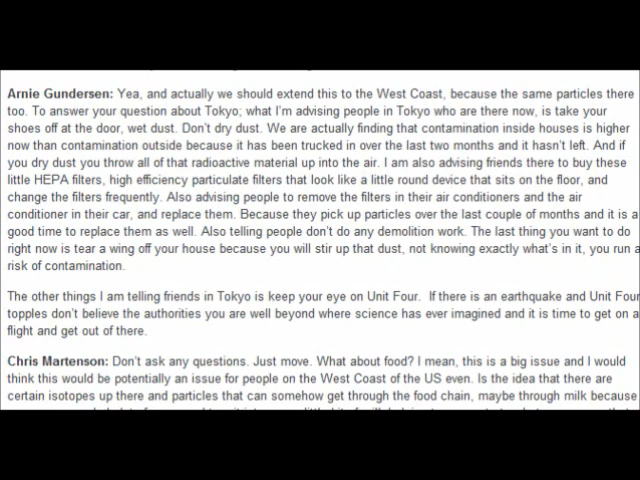 Arnie Gundersen: Yea, and actually we should extend this to the West Coast, because the same particles there
too. To answer your question about Tokyo; what I'm advising people in Tokyo who are there now, is take your
shoes off at the door, wet dust. Don't dry dust. We are actually finding that contamination inside houses is higher
now than contamination outside because it has been trucked in over the last two months and it hasn't left. And if
you dry dust you throw all of that radioactive material up into the air. I am also advising friends there to buy these
little HEPA filters, high efficiency particulate filters that look like a little round device that sits on the floor, and
change the filters frequently. Also advising people to remove the filters in their air conditioners and the air
conditioner in their car, and replace them. Because they pick up particles over the last couple of months and it is a
good time to replace them as well. Also telling people don't do any demolition work. The last thing you want to do
right now is tear a wing off your house because you will stir up that dust, not knowing exactly what's in it, you run a
risk of contamination.
The other things I am telling friends in Tokyo is keep your eye on Unit Four. If there is an earthquake and Unit Four
topples don't believe the authorities you are well beyond where science has ever imagined and it is time to get on a
flight and get out of there.
Chris Martenson: Don't ask any questions. Just move. What about food? I mean, this is a big issue and I would
think this would be potentially an issue for people on the West Coast of the US even. Is the idea that there are
certain isotopes up there and particles that can somehow get through the food chain, maybe through milk because